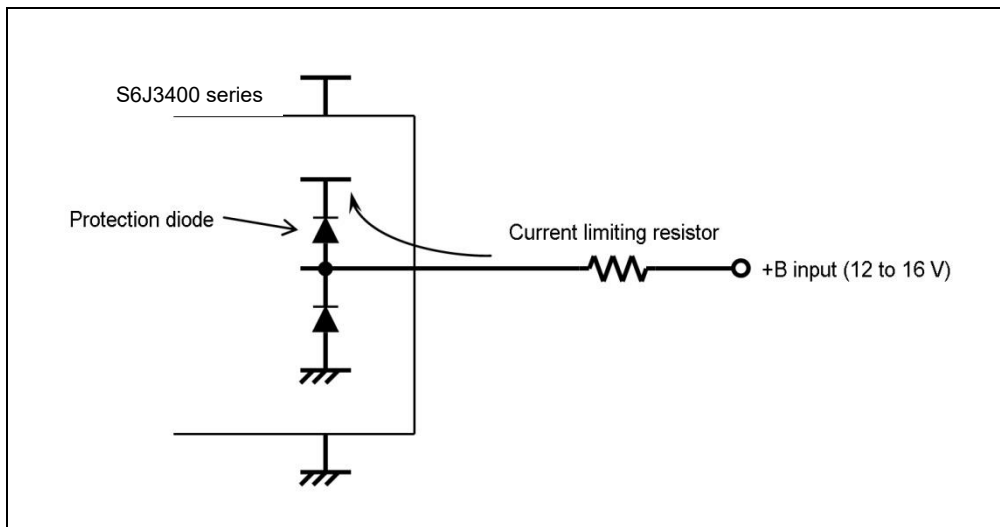 S6J3400 series
Protection diode
Current limiting resistor
+B input (12 to 16 V)